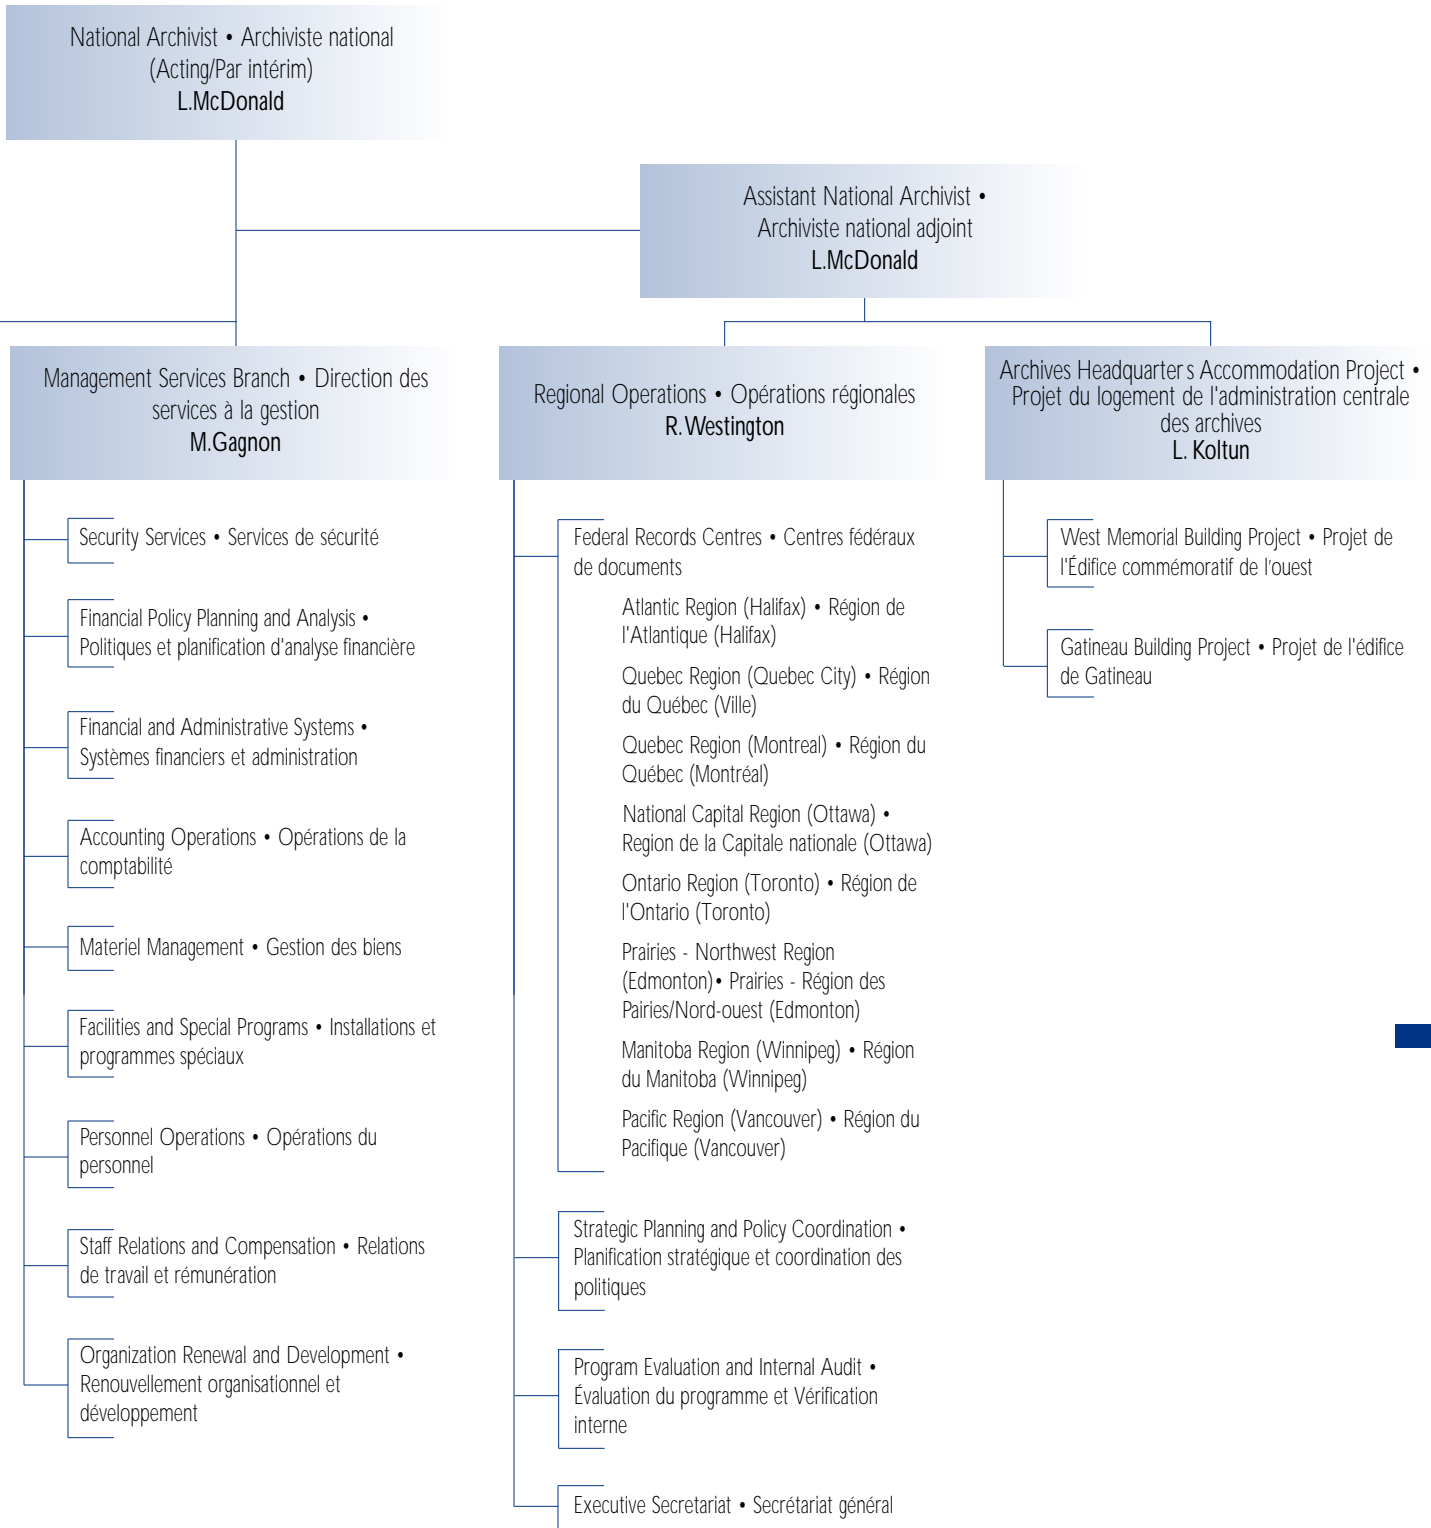 National Archivist • Archiviste national
(Acting/Par intérim)
L.McDonald
Assistant National Archivist •
Archiviste national adjoint
L.McDonald
Management Services Branch • Direction des
services à la gestion
M.Gagnon
Security Services • Services de sécurité
Financial Policy Planning and Analysis •
Politiques et planification d'analyse financière
Financial and Administrative Systems •
Systèmes financiers et administration
Accounting Operations • Opérations de la
comptabilité
Materiel Management • Gestion des biens
Facilities and Special Programs • Installations et
programmes spéciaux
Personnel Operations • Opérations du
personnel
Staff Relations and Compensation • Relations
de travail et rémunération
Organization Renewal and Development •
Renouvellement organisationnel et
développement
Regional Operations • Opérations régionales
R.Westington
Federal Records Centres • Centres fédéraux
de documents
Atlantic Region (Halifax) • Région de
l'Atlantique (Halifax)
Quebec Region (Quebec City) • Région
du Québec (Ville)
Quebec Region (Montreal) • Région du
Québec (Montréal)
National Capital Region (Ottawa) •
Region de la Capitale nationale (Ottawa)
Ontario Region (Toronto) • Région de
l'Ontario (Toronto)
Prairies - Northwest Region
(Edmonton)• Prairies - Région des
Pairies/Nord-ouest (Edmonton)
Manitoba Region (Winnipeg) • Région
du Manitoba (Winnipeg)
Pacific Region (Vancouver) • Région du
Pacifique (Vancouver)
Strategic Planning and Policy Coordination •
Planification stratégique et coordination des
politiques
Program Evaluation and Internal Audit •
Évaluation du programme et Vérification
interne
Executive Secretariat • Secrétariat général
Archives Headquarters Accommodation Project •
Projet du logement de l'administration centrale
des archives
L. Koltun
West Memorial Building Project • Projet de
l'Édifice commémoratif de l'ouest
Gatineau Building Project • Projet de l'édifice
de Gatineau